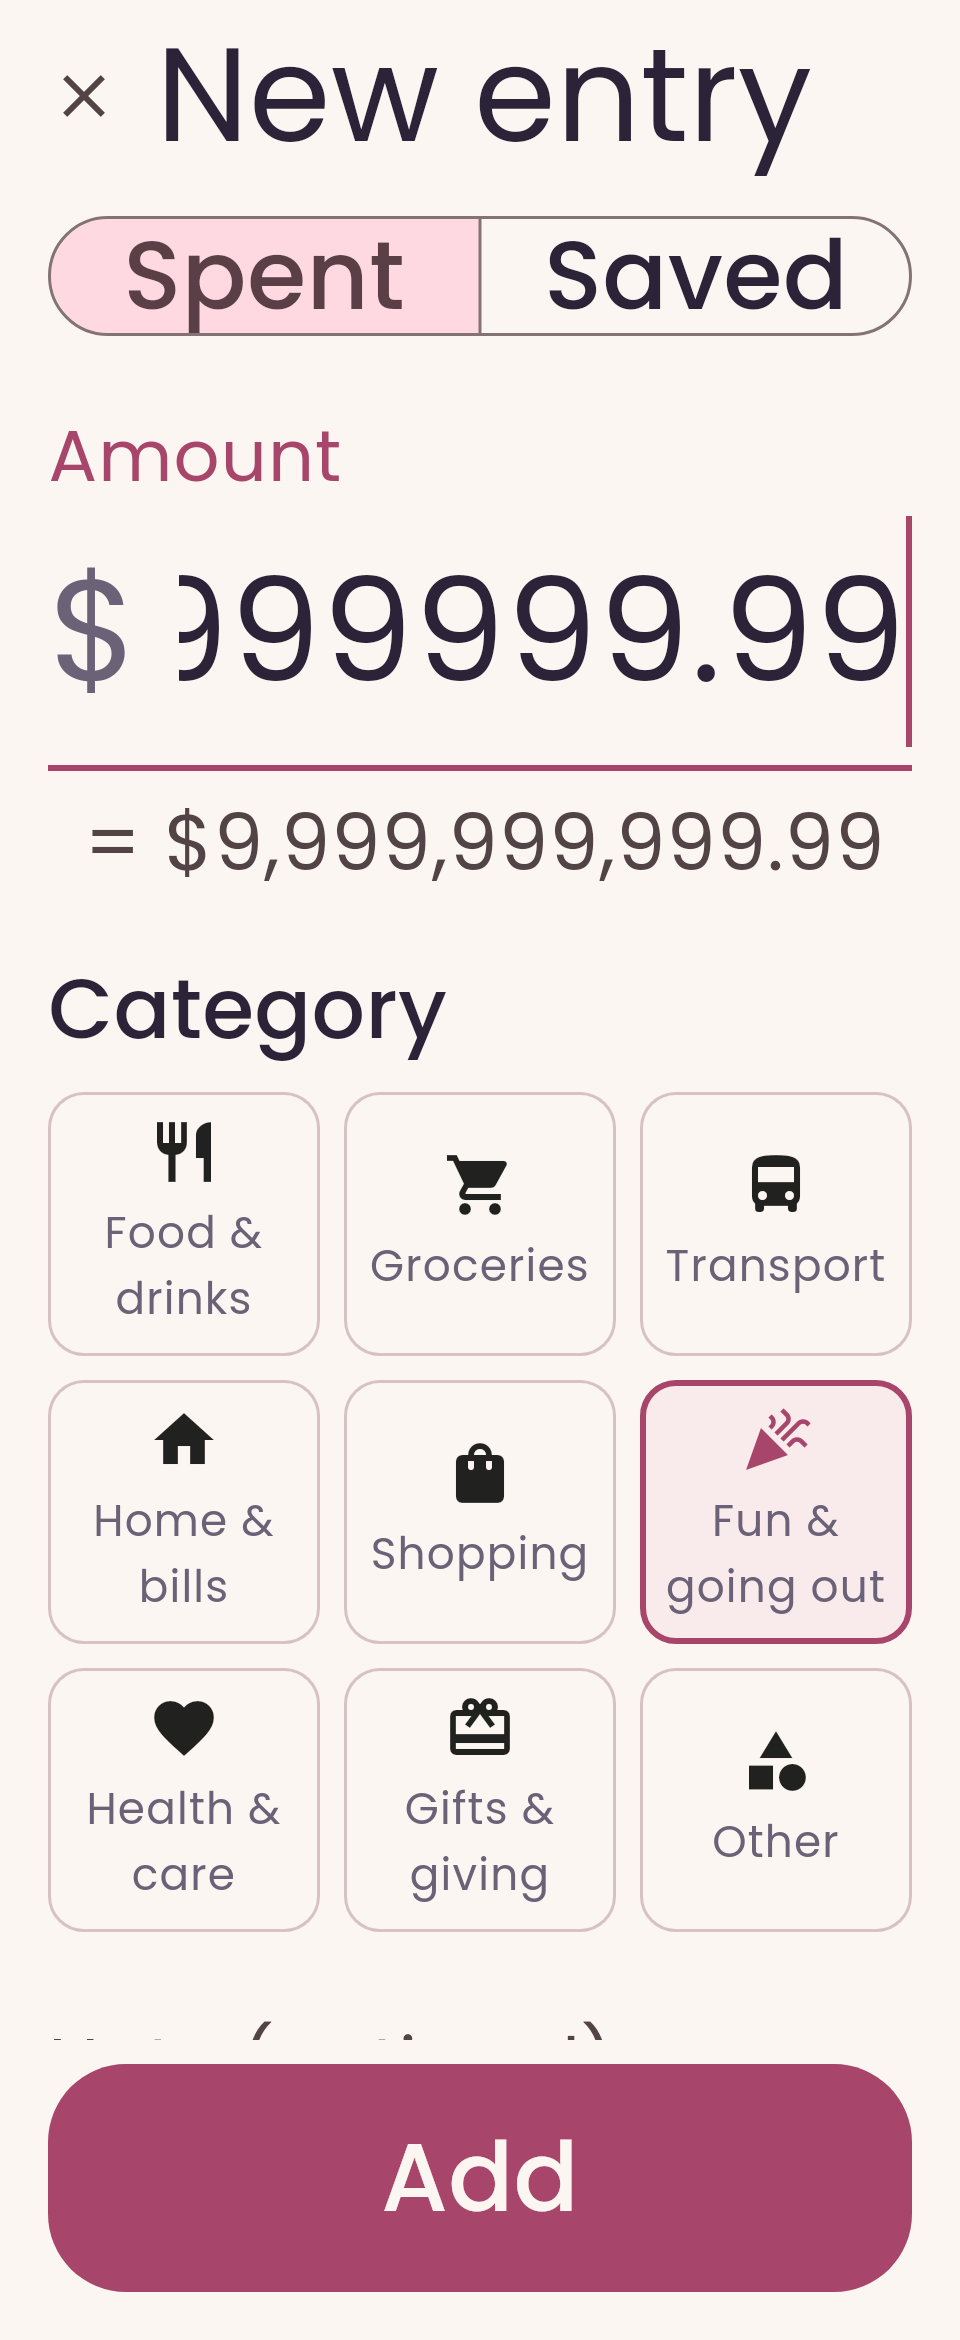 New entry
Spent Saved
Amount
$ 999999.99
= $9,999,999,999.99
Category
Food &
drinks
Groceries
Transport
Home &
bills
Shopping
Fun &
going out
Health &
care
Gifts &
giving
Other
Add